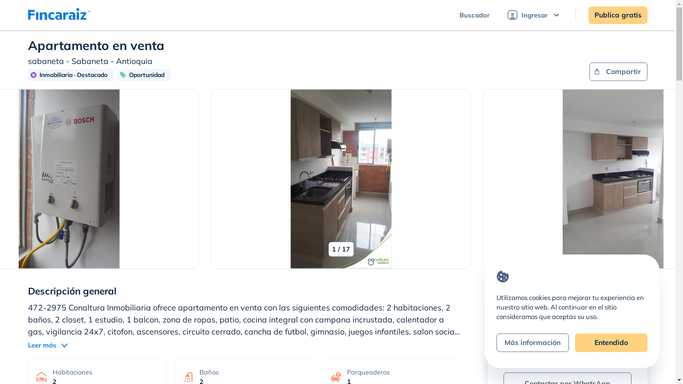 Fincaraiz
Buscador
Ingresar
Publica gratis
Apartamento en venta
sabaneta - Sabaneta - Antioquia
Inmobiliaria - Destacado
Oportunidad
Compartir
BOSCH
1 / 17
Descripción general
472-2975 Conaltura Inmobiliaria ofrece apartamento en venta con las siguientes comodidades: 2 habitaciones, 2
baños, 2 closet, 1 estudio, 1 balcon, zona de ropas, patio, cocina integral con campana incrustada, calentador a
gas, vigilancia 24x7, citofon, ascensores, circuito cerrado, cancha de futbol, gimnasio, juegos infantiles, salon socia...
Leer más
Habitaciones
2
Baños
2
Parqueaderos
1
Utilizamos cookies para mejorar tu experiencia en
nuestro sitio web. Al continuar en el sitio
consideramos que aceptas su uso.
Más información
Entendido
Contactar por WhatsApp